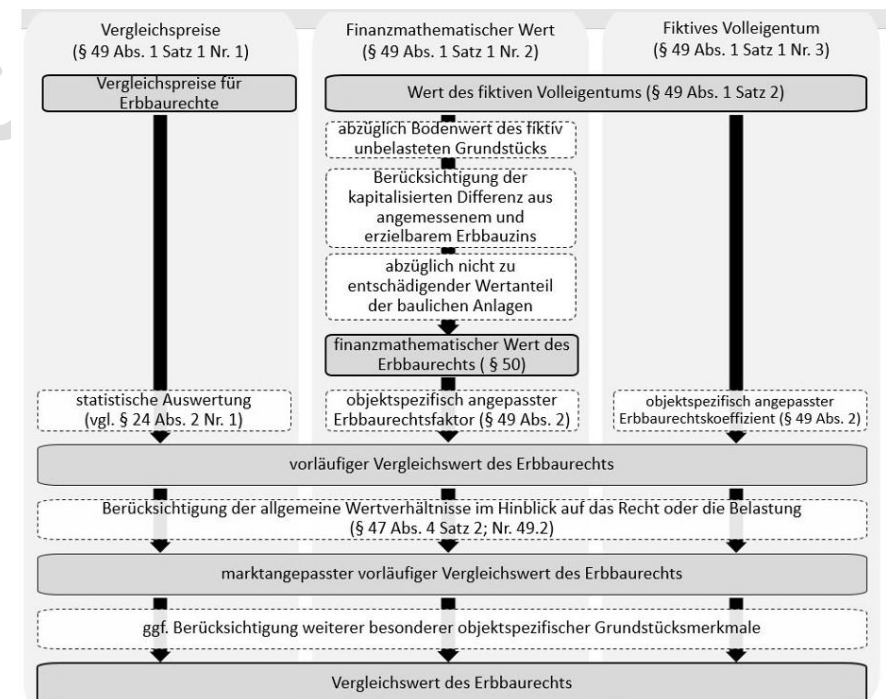 Vergleichspreise
(§ 49 Abs. 1 Satz 1 Nr. 1)
Finanzmathematischer Wert
(§ 49 Abs. 1 Satz 1 Nr. 2)
Fiktives Volleigentum
(§ 49 Abs. 1 Satz 1 Nr. 3)
Vergleichspreise für
Erbbaurechte
Wert des fiktiven Volleigentums (§ 49 Abs. 1 Satz 2)
abzüglich Bodenwert des fiktiv
unbelasteten Grundstücks
Berücksichtigung der
kapitalisierten Differenz aus
angemessenem und
erzielbarem Erbbauzins
abzüglich nicht zu
entschädigender Wertanteil
der baulichen Anlagen
finanzmathematischer Wert des
Erbbaurechts ( § 50)
statistische Auswertung
(vgl. § 24 Abs. 2 Nr. 1)
objektspezifisch angepasster
Erbbaurechtsfaktor (§ 49 Abs. 2)
objektspezifisch angepasster
Erbbaurechtskoeffizient (§ 49 Abs. 2)
vorläufiger Vergleichswert des Erbbaurechts
Berücksichtigung der allgemeine Wertverhältnisse im Hinblick auf das Recht oder die Belastung
(§ 47 Abs. 4 Satz 2; Nr. 49.2)
marktangepasster vorläufiger Vergleichswert des Erbbaurechts
ggf. Berücksichtigung weiterer besonderer objektspezifischer Grundstücksmerkmale
Vergleichswert des Erbbaurechts